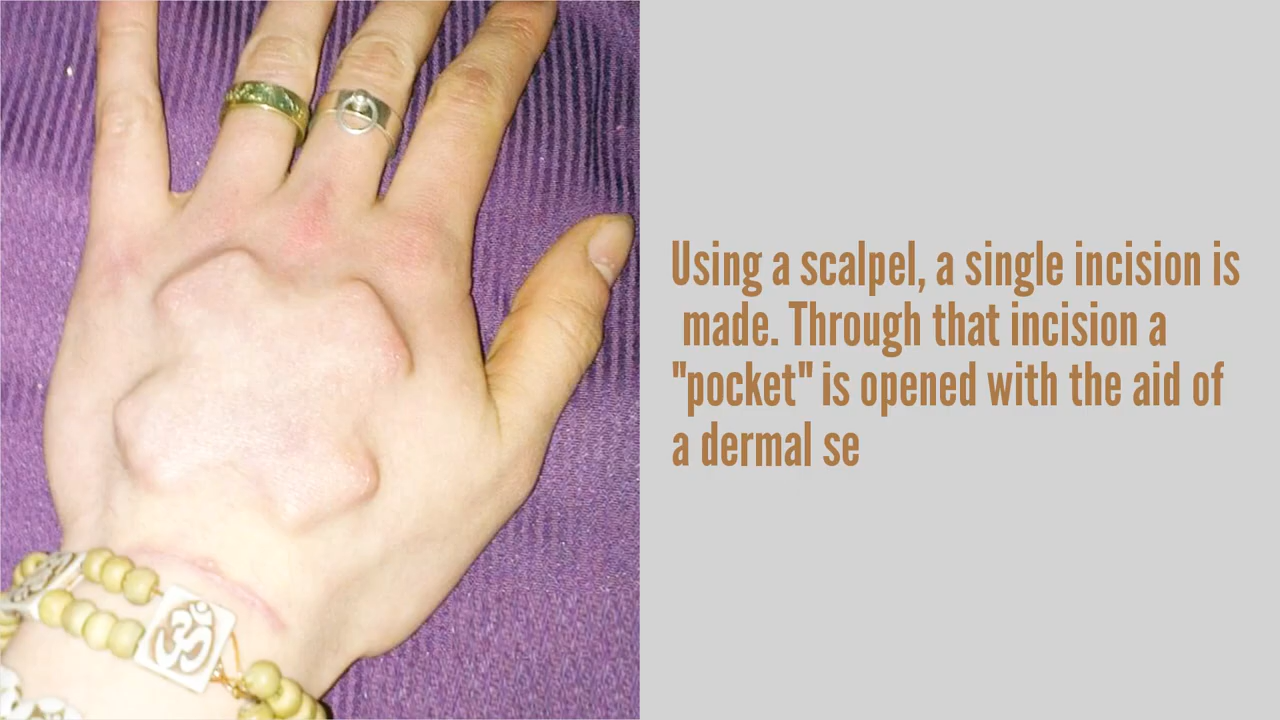 Using a scalpel, a single incision is
made. Through that incision a
"pocket" is opened with the aid of
a dermal se
ॐ